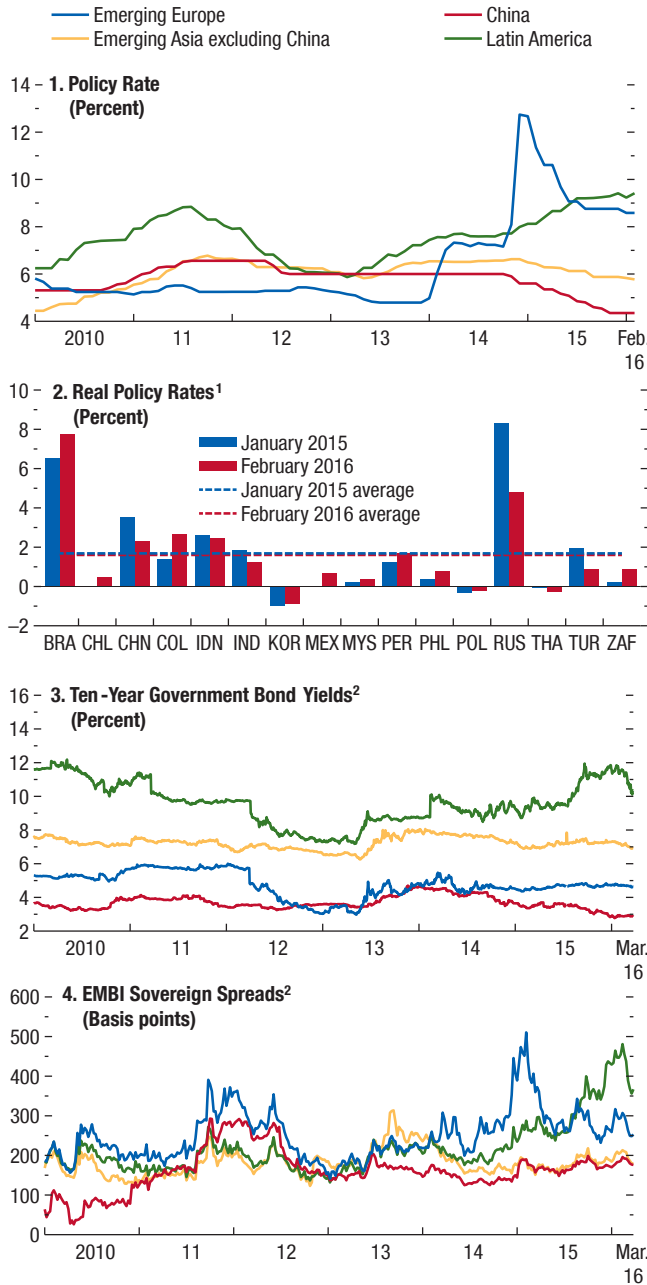 Emerging Europe
China
Emerging Asia excluding China
Latin America
1. Policy Rate
(Percent)
14
12
10
8
6
4
2010
11
12
13
14
15
Feb.
16
2. Real Policy Rates1
(Percent)
10
8
6
4
2
0
–2
January 2015
February 2016
January 2015 average
February 2016 average
BRA CHL CHN COL IDN IND KOR MEX MYS PER PHL POL RUS THA TUR ZAF
3. Ten-Year Government Bond Yields2
(Percent)
16
14
12
10
8
6
4
2
2010
11
12
13
14
15
Mar.
16
4. EMBI Sovereign Spreads2
(Basis points)
600
500
400
300
200
100
0
2010
11
12
13
14
15
Mar.
16